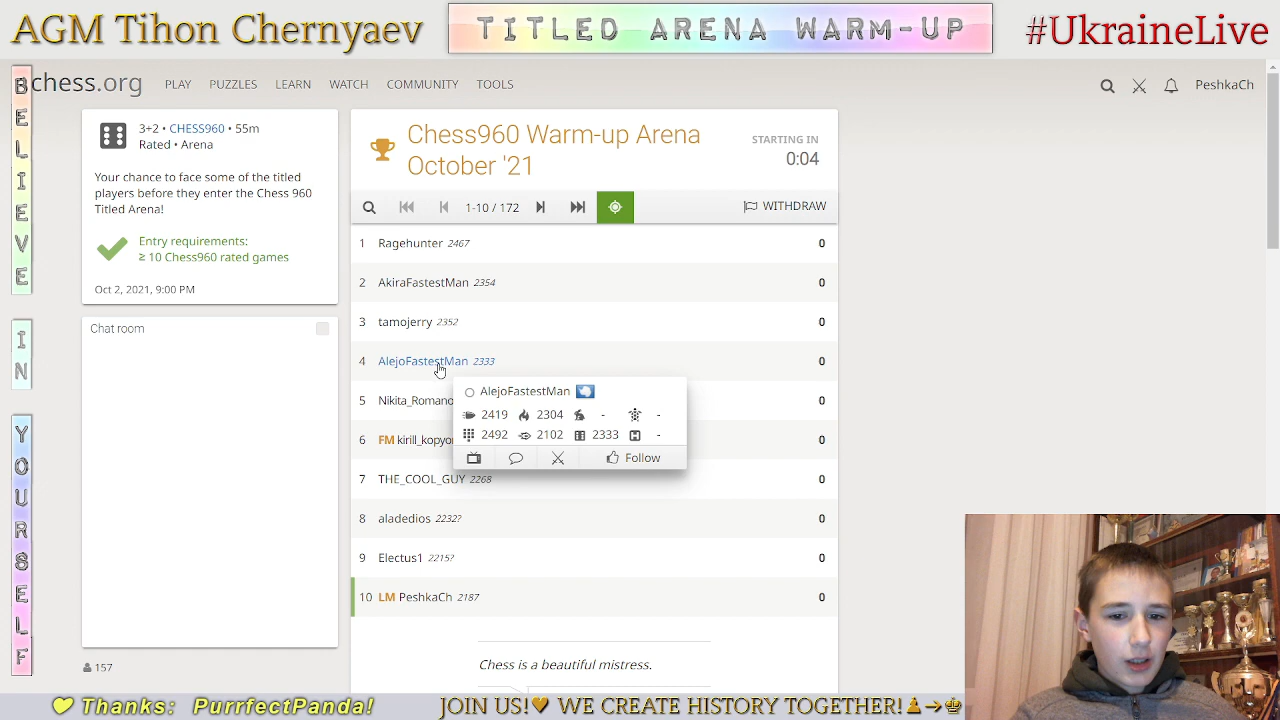 AGM Tihon Chernyaev
TITLED ARENA WARM-UP
#UkraineLive
BELIEVE
IN
YOURSELF
chess.org
PLAY PUZZLES LEARN WATCH COMMUNITY TOOLS
PeshkaCh
3+2 • CHESS960 • 55m
Rated • Arena
Your chance to face some of the titled
players before they enter the Chess 960
Titled Arena!
Entry requirements:
≥ 10 Chess960 rated games
Oct 2, 2021, 9:00 PM
Chat room
157
Chess960 Warm-up Arena
October '21
STARTING IN
0:04
1-10 / 172
WITHDRAW
1 Ragehunter 2467 0
2 AkiraFastestMan 2354 0
3 tamojerry 2352 0
4 AlejoFastestMan 2333 0
AlejoFastestMan
2419 2304 - -
2492 2102 2333 -
Follow
5 Nikita_Romano 0
6 FM kirill_kopyo 0
7 THE_COOL_GUY 2268 0
8 aladedios 2232? 0
9 Electus1 2215? 0
10 LM PeshkaCh 2187 0
Chess is a beautiful mistress.
Thanks: PurrfectPanda!
JOIN US!♥ WE CREATE HISTORY TOGETHER!♟→♚